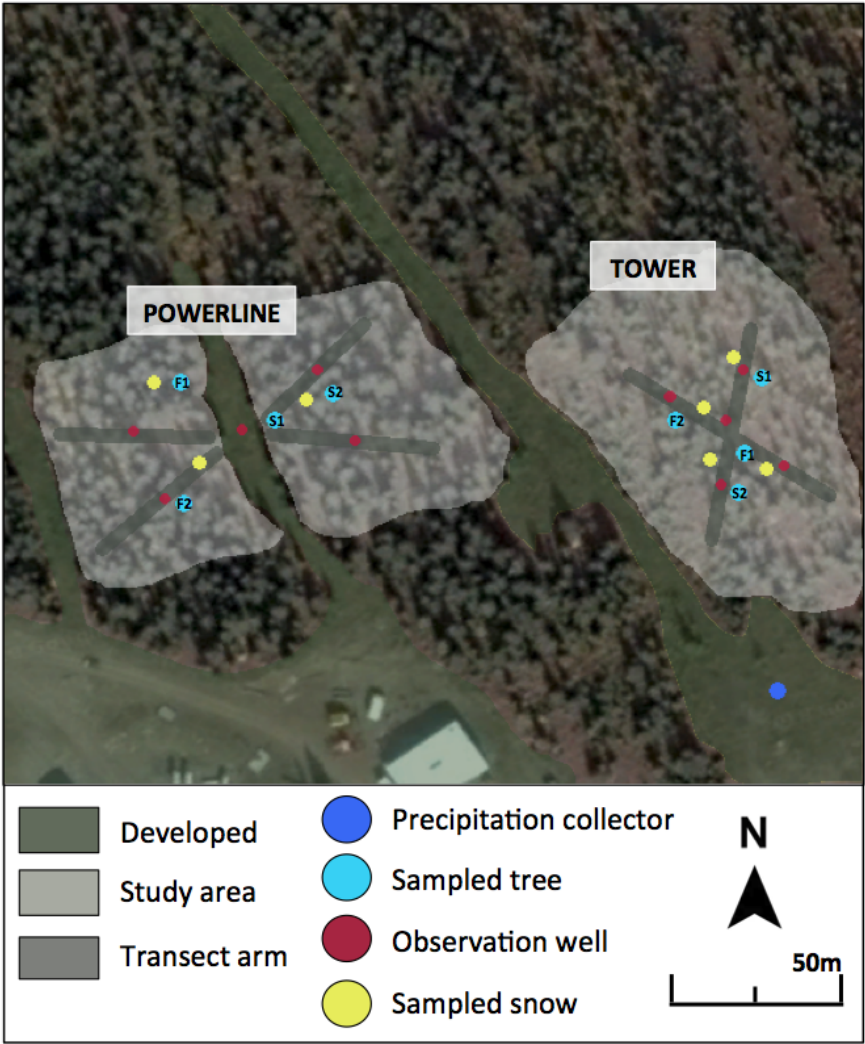 TOWER
POWERLINE
F1
S2
S1
F2
S1
F2
F1
S2
Developed
Study area
Transect arm
Precipitation collector
Sampled tree
Observation well
Sampled snow
N
50m